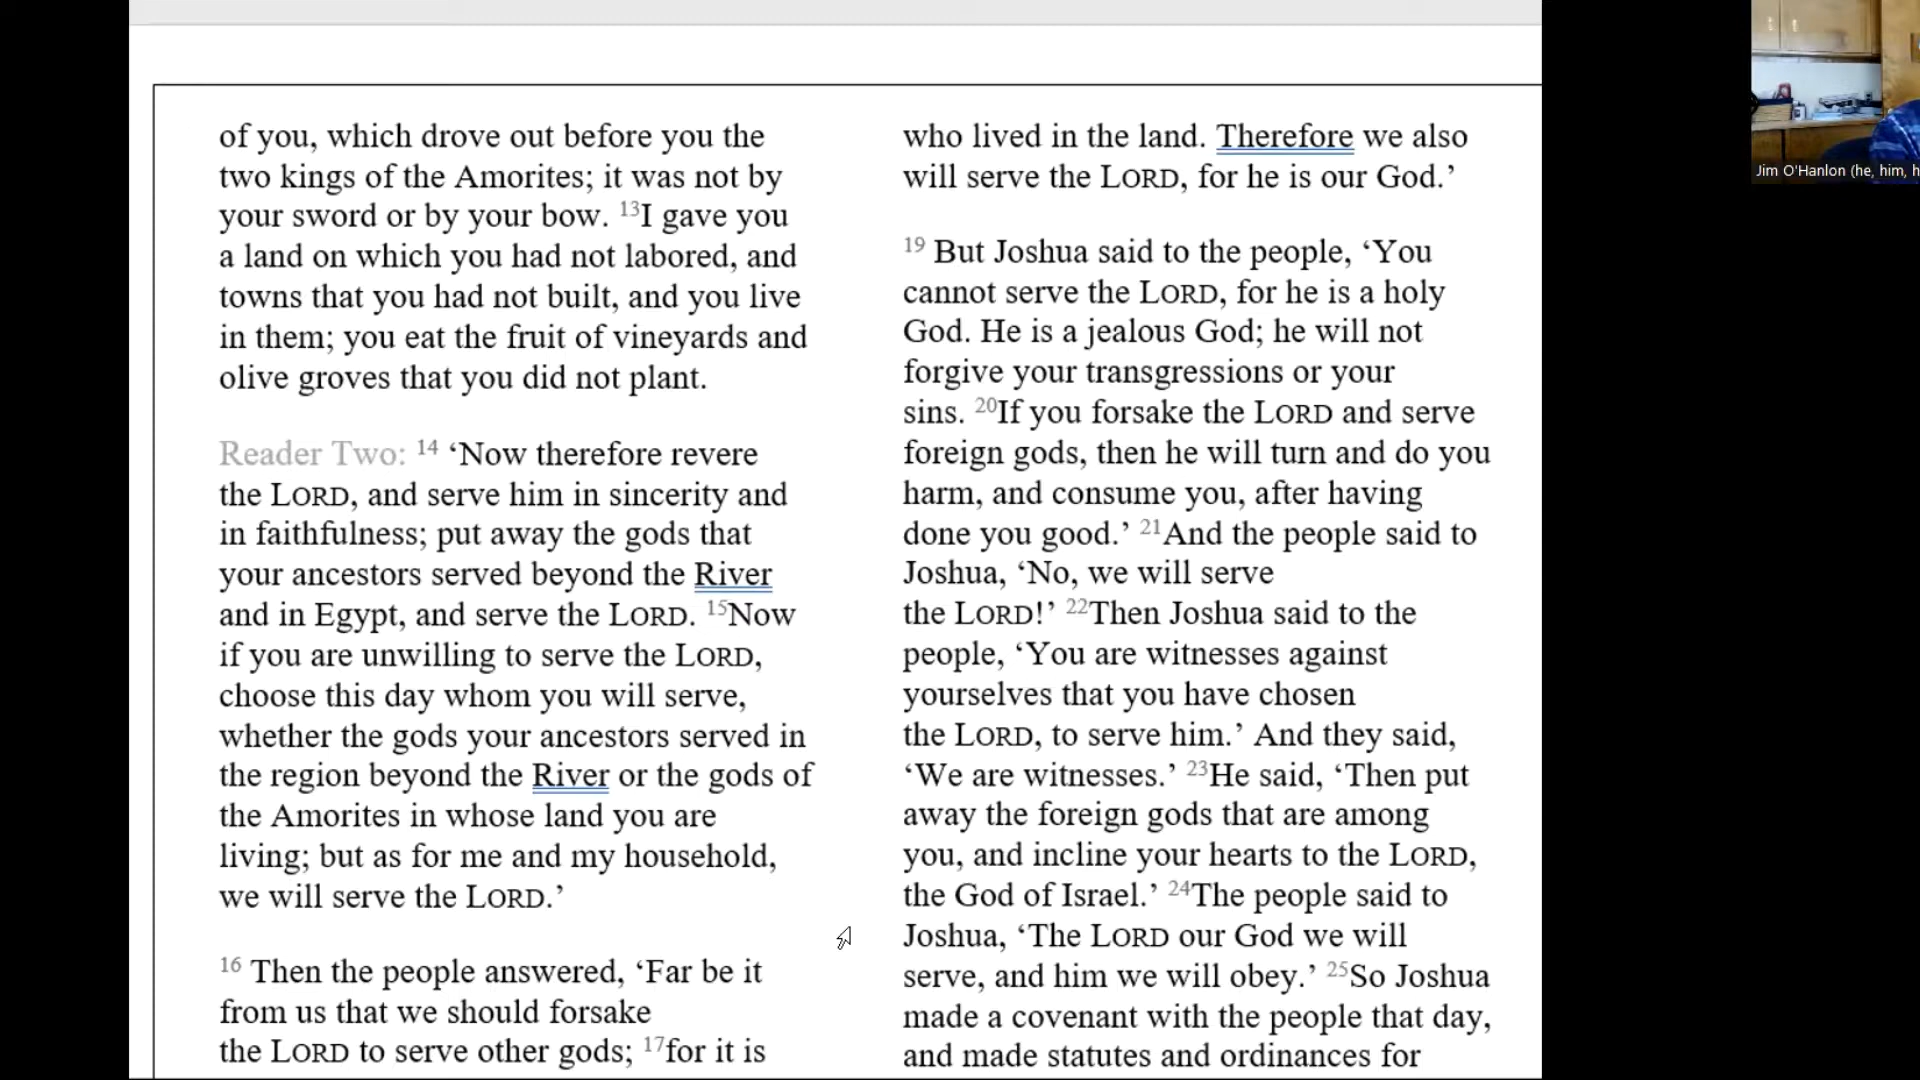 of you, which drove out before you the
two kings of the Amorites; it was not by
your sword or by your bow. 13I gave you
a land on which you had not labored, and
towns that you had not built, and you live
in them; you eat the fruit of vineyards and
olive groves that you did not plant.
Reader Two: 14 ‘Now therefore revere
the LORD, and serve him in sincerity and
in faithfulness; put away the gods that
your ancestors served beyond the River
and in Egypt, and serve the LORD. 15Now
if you are unwilling to serve the LORD,
choose this day whom you will serve,
whether the gods your ancestors served in
the region beyond the River or the gods of
the Amorites in whose land you are
living; but as for me and my household,
we will serve the LORD.’
16 Then the people answered, ‘Far be it
from us that we should forsake
the LORD to serve other gods; 17for it is
who lived in the land. Therefore we also
will serve the LORD, for he is our God.’
19 But Joshua said to the people, ‘You
cannot serve the LORD, for he is a holy
God. He is a jealous God; he will not
forgive your transgressions or your
sins. 20If you forsake the LORD and serve
foreign gods, then he will turn and do you
harm, and consume you, after having
done you good.’ 21And the people said to
Joshua, ‘No, we will serve
the LORD!’ 22Then Joshua said to the
people, ‘You are witnesses against
yourselves that you have chosen
the LORD, to serve him.’ And they said,
‘We are witnesses.’ 23He said, ‘Then put
away the foreign gods that are among
you, and incline your hearts to the LORD,
the God of Israel.’ 24The people said to
Joshua, ‘The LORD our God we will
serve, and him we will obey.’ 25So Joshua
made a covenant with the people that day,
and made statutes and ordinances for
Jim O'Hanlon (he, him, h